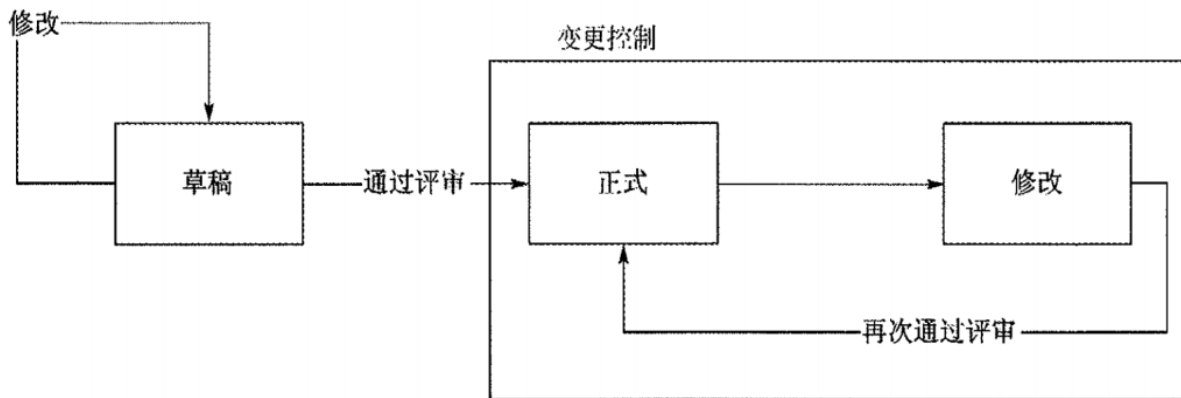 修改
变更控制
草稿
通过评审
正式
修改
再次通过评审